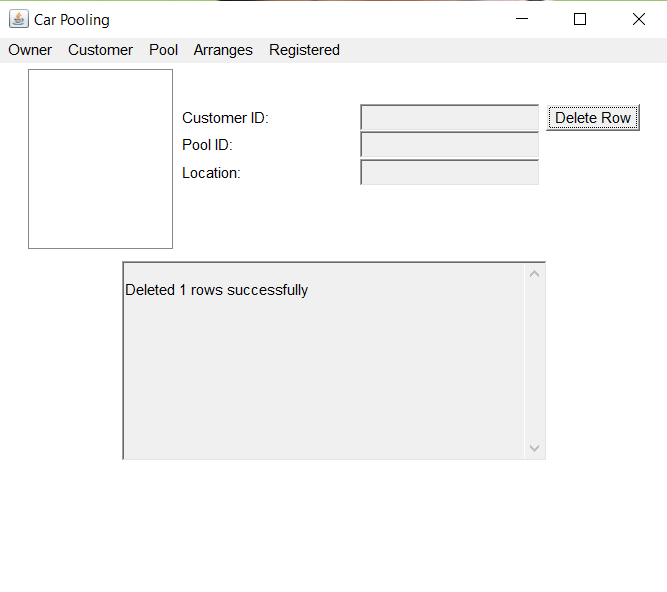 Car Pooling
Owner Customer Pool Arranges Registered
Customer ID:
Delete Row
Pool ID:
Location:
Deleted 1 rows successfully